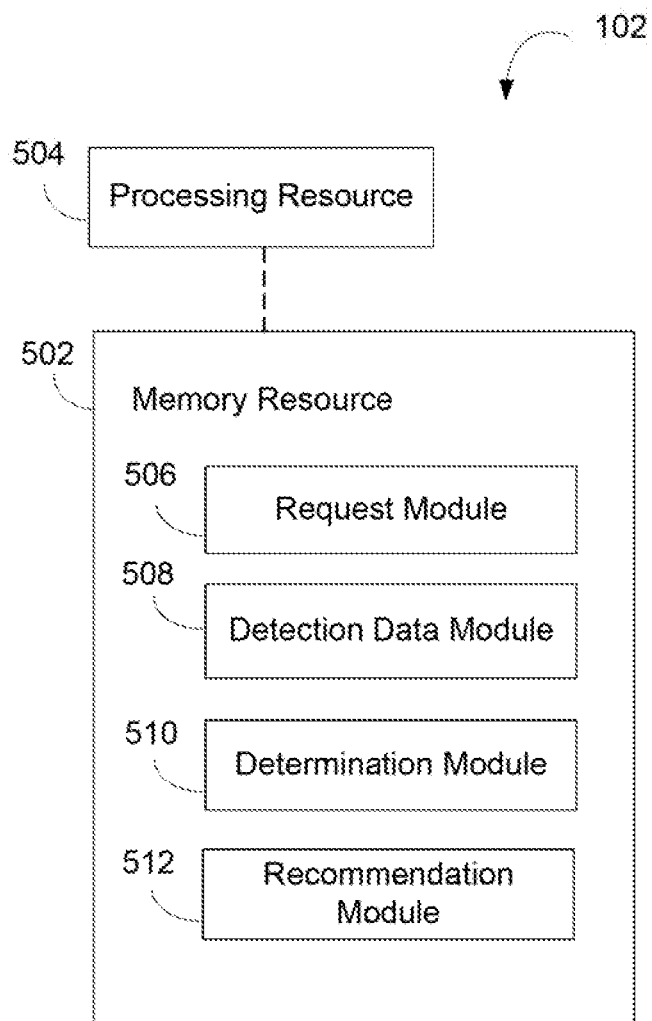 102
504
Processing Resource
502
Memory Resource
506
Request Module
508
Detection Data Module
510
Determination Module
512
Recommendation
Module